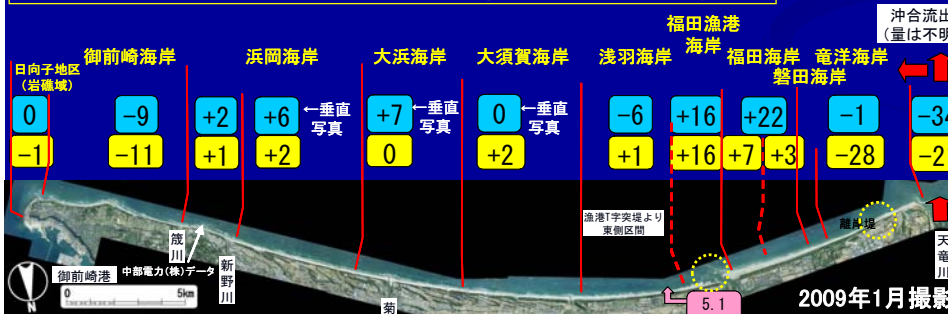 沖合流出
(量は不明
福田漁港
海岸
御前崎海岸
浜岡海岸
大浜海岸
大須賀海岸
浅羽海岸
福田海岸
竜洋海岸
磐田海岸
日向子地区
(岩礁域)
0
-9
+2
+6
←垂直
写真
+7
←垂直
写真
0
←垂直
写真
-6
+16
+22
-1
-34
-1
-11
+1
+2
0
+2
+1
+16
+7
+3
-28
-2
漁港T字突堤より
東側区間
離岸堤
筬川
中部電力(株)データ
新野川
御前崎港
N
0
5km
菊
天竜川
5.1
2009年1月撮影